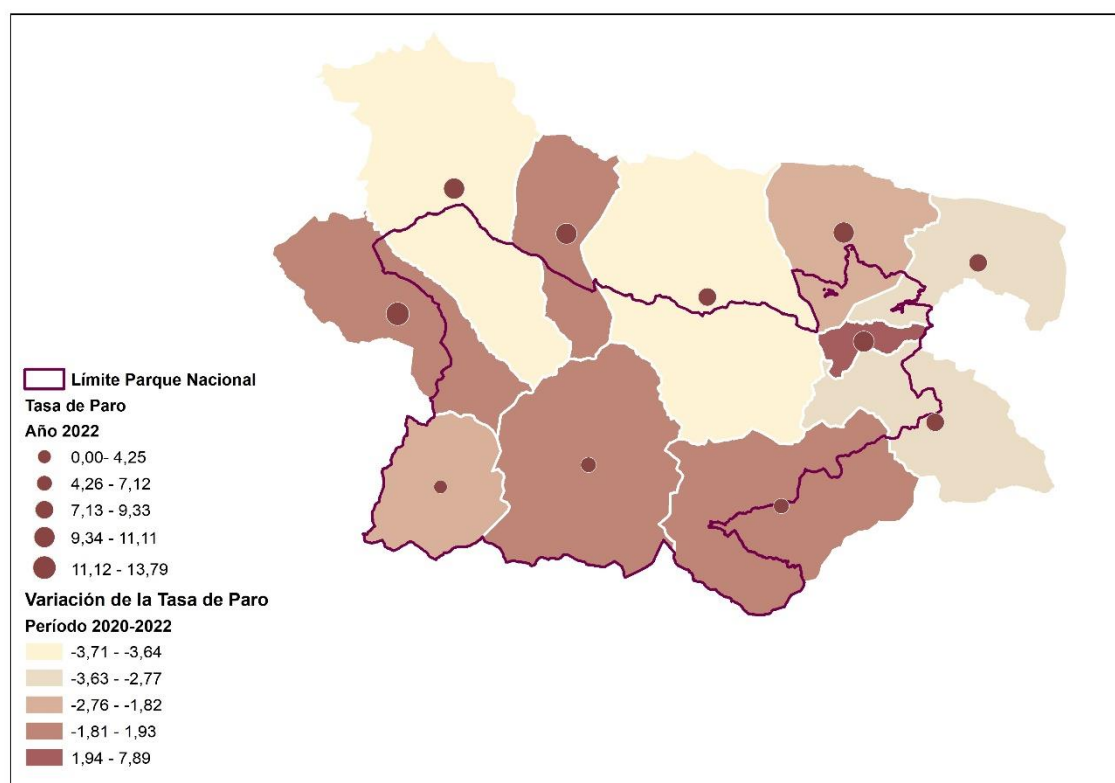 Límite Parque Nacional
Tasa de Paro
Año 2022
0,00- 4,25
4,26 - 7,12
7,13 - 9,33
9,34 - 11,11
11,12 - 13,79
Variación de la Tasa de Paro
Período 2020-2022
-3,71 - -3,64
-3,63 - -2,77
-2,76 - -1,82
-1,81 - 1,93
1,94 - 7,89